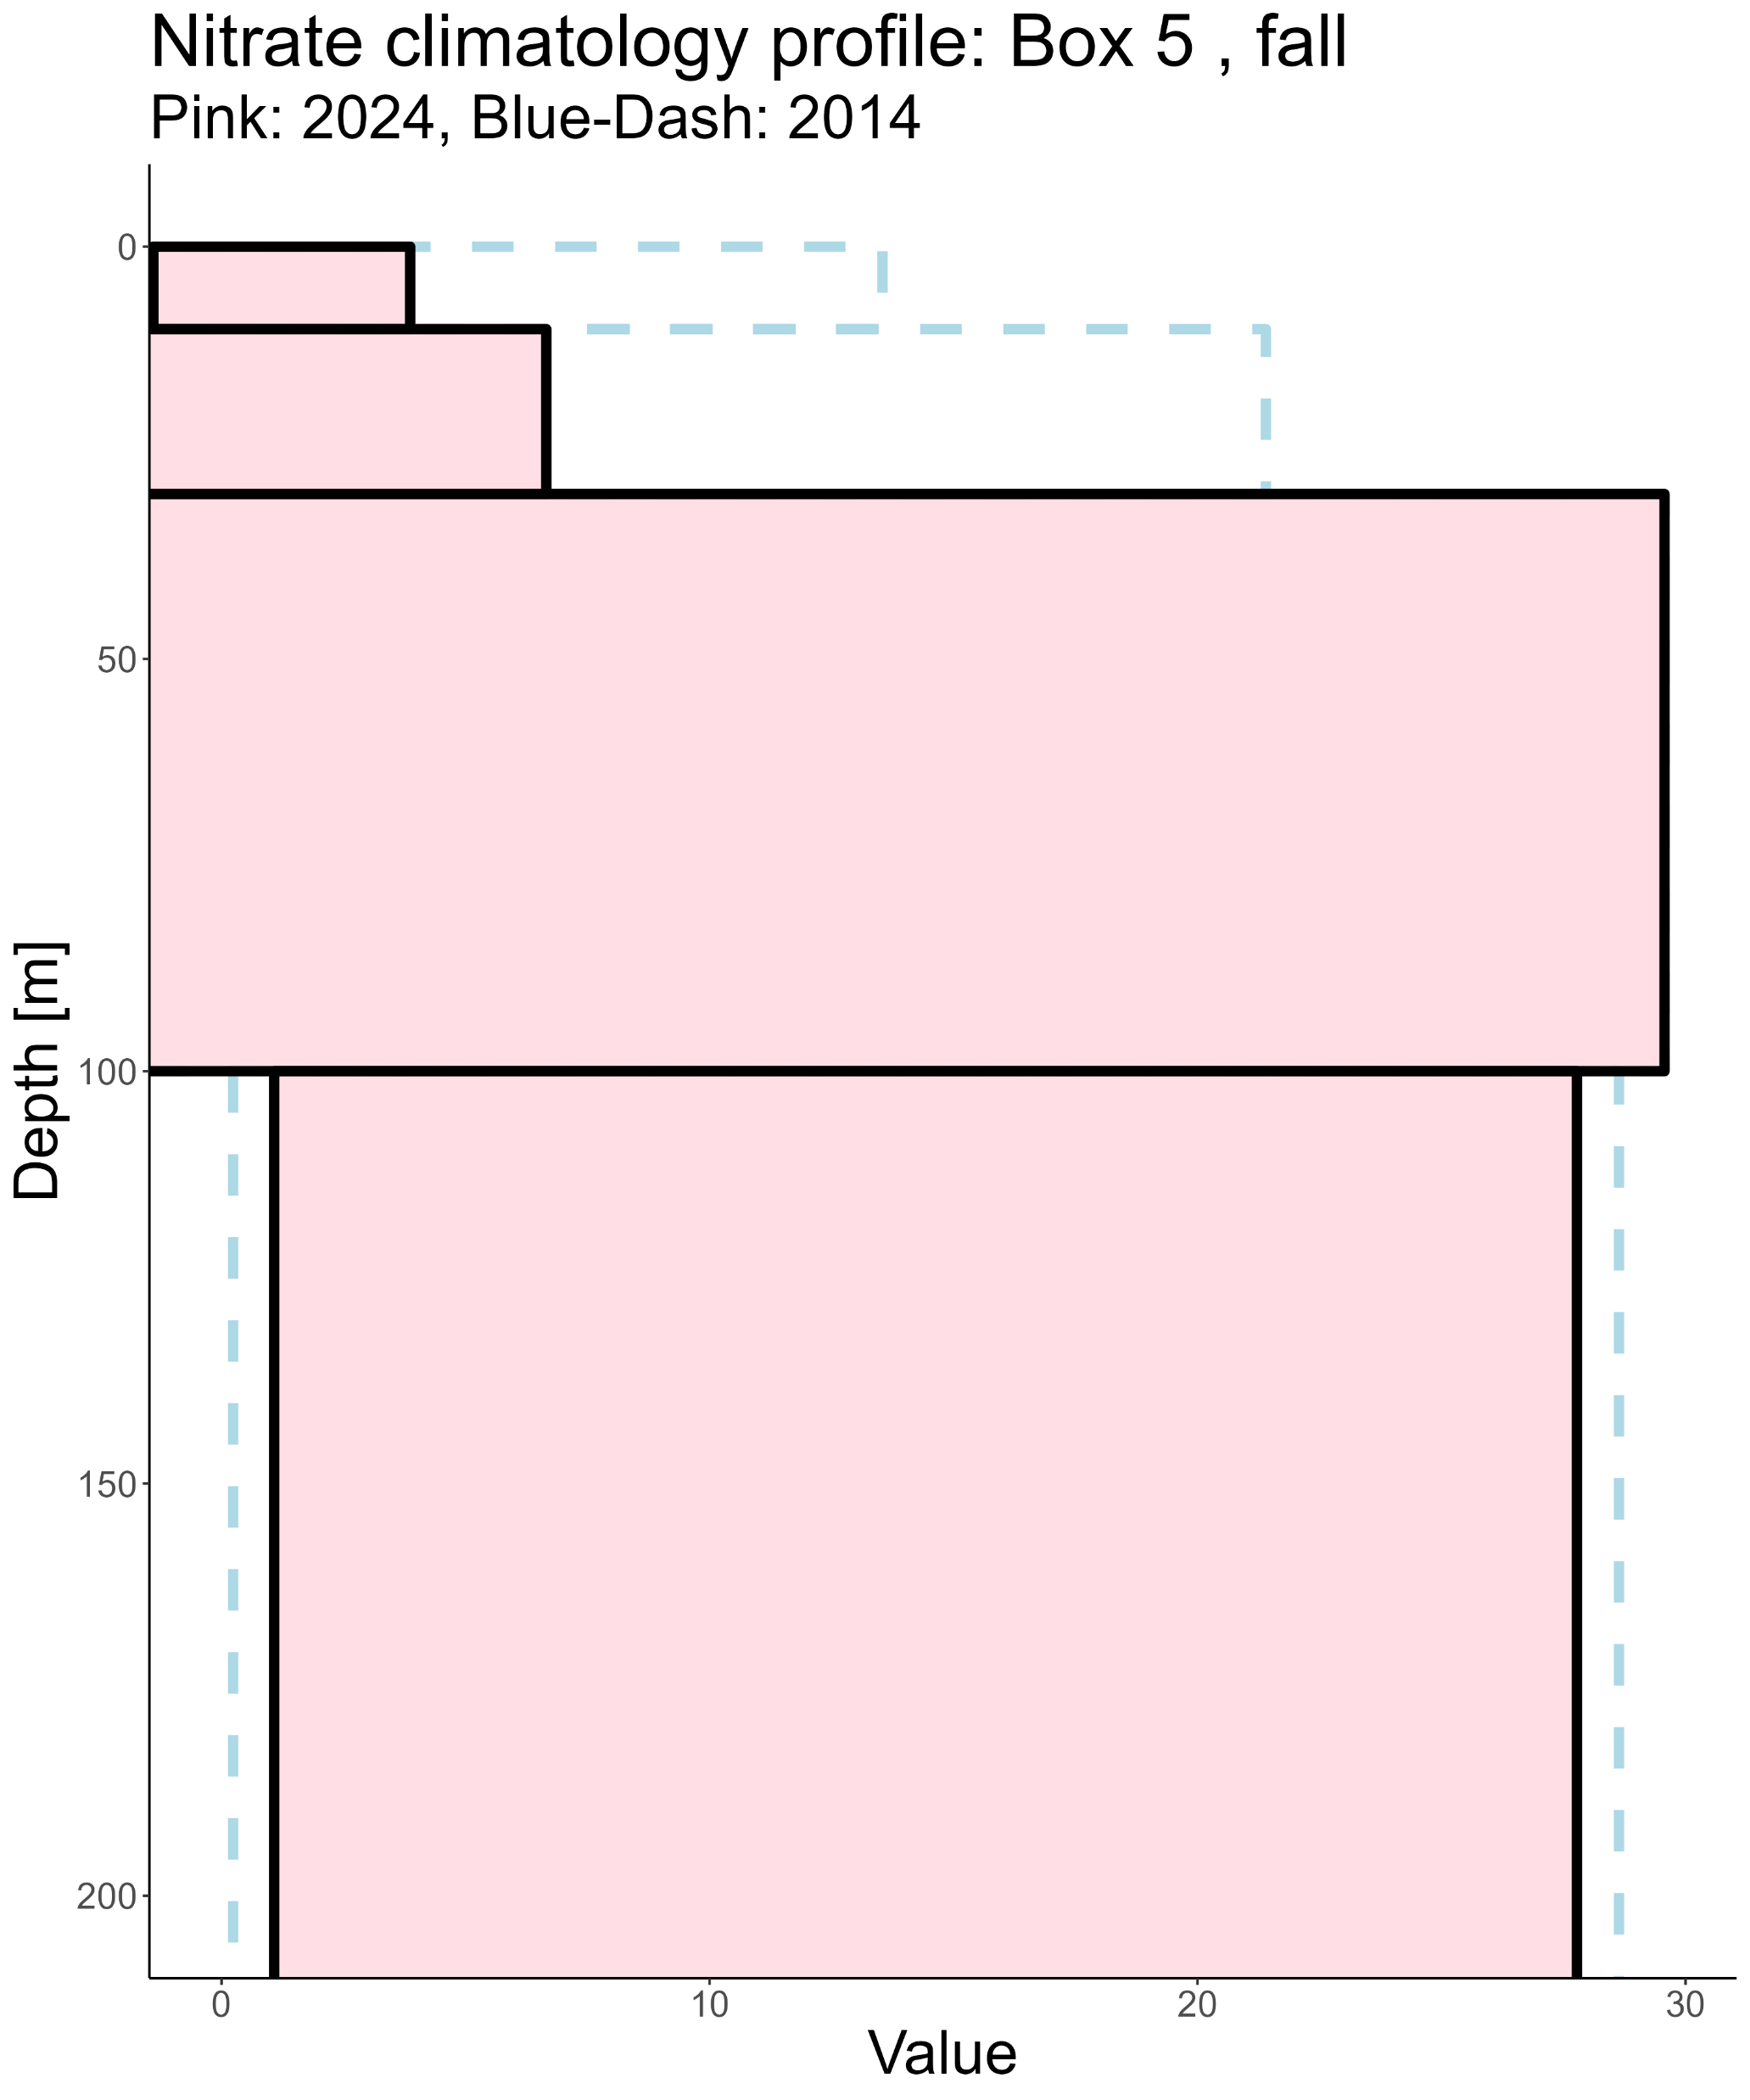 Nitrate climatology profile: Box 5 , fall
Pink: 2024, Blue-Dash: 2014
0
50
100
150
200
Depth [m]
0 10 20 30
Value